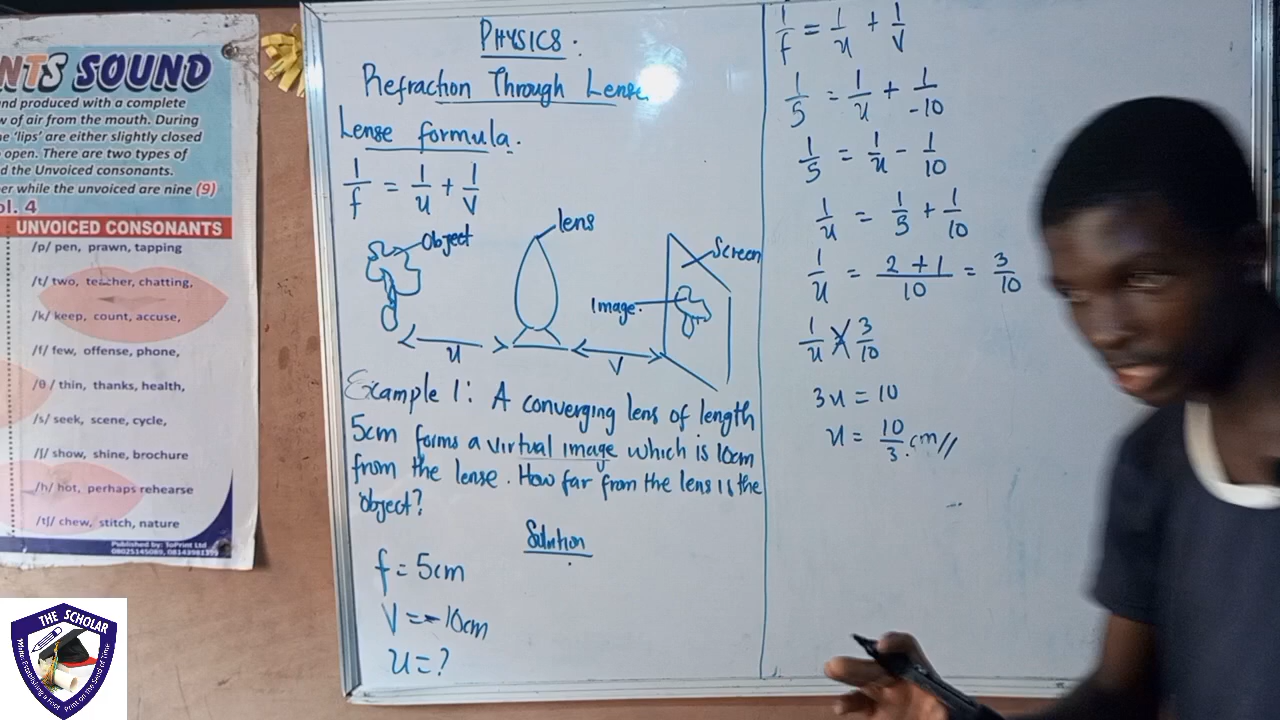 NTS SOUND
nd produced with a complete
w of air from the mouth. During
e 'lips' are either slightly closed
open. There are two types of
d the Unvoiced consonants.
er while the unvoiced are nine (9)
ol. 4
UNVOICED CONSONANTS
/p/ pen, prawn, tapping
/t/ two, teacher, chatting,
/k/ keep, count, accuse,
/f/ few, offense, phone,
/θ/ thin, thanks, health,
/s/ seek, scene, cycle,
/ʃ/ show, shine, brochure
/h/ hot, perhaps rehearse
/tʃ/ chew, stitch, nature
Published by: ToPrint Ltd
THE SCHOLAR
PHYSICS.
Refraction Through Lense
Lense formula.
1/f = 1/u + 1/v
Object
lens
Screen
Image
u
v
Example 1: A converging lens of length
5cm forms a virtual image which is 10cm
from the lense. How far from the lens is the
object?
Solution
f = 5cm
V = -10cm
u = ?
1/f = 1/u + 1/v
1/5 = 1/u + 1/-10
1/5 = 1/u - 1/10
1/u = 1/5 + 1/10
1/u = 2+1/10 = 3/10
1/u 3/10
3u = 10
u = 10/3 cm//